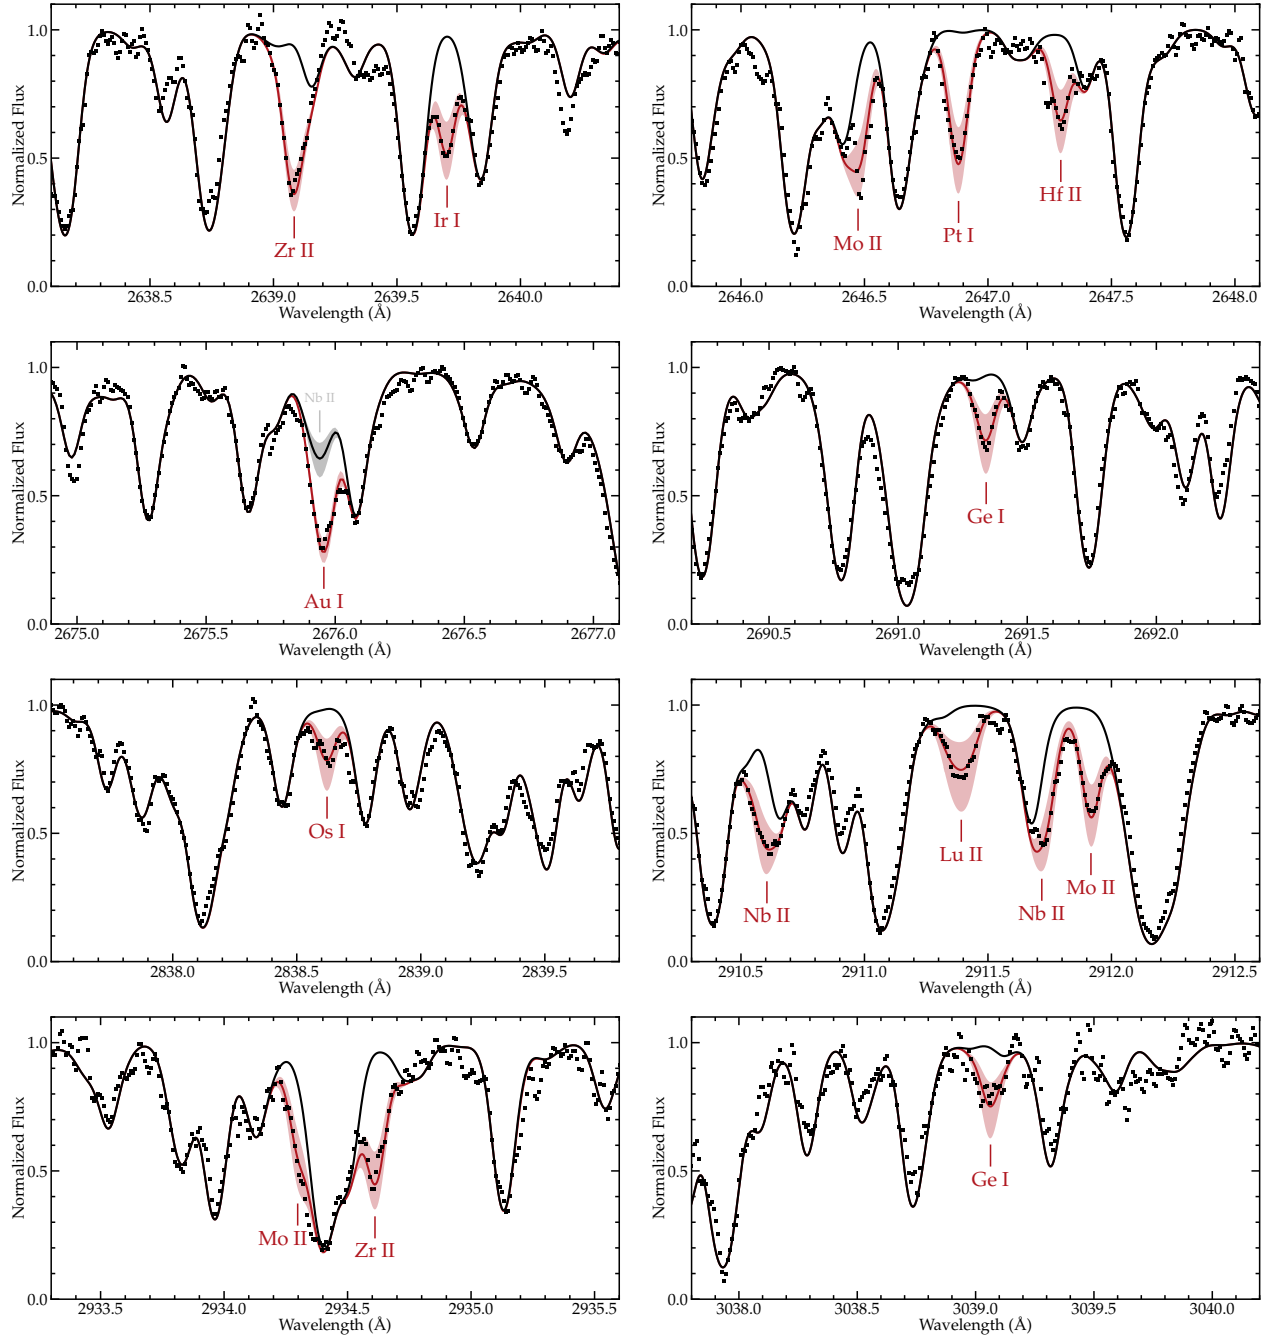 1.0
0.5
0.0
Normalized Flux
Zr II
Ir I
2638.5 2639.0 2639.5 2640.0
Wavelength (Å)
1.0
0.5
0.0
Normalized Flux
Mo II
Pt I
Hf II
2646.0 2646.5 2647.0 2647.5 2648.0
Wavelength (Å)
1.0
0.5
0.0
Normalized Flux
Nb II
Au I
2675.0 2675.5 2676.0 2676.5 2677.0
Wavelength (Å)
1.0
0.5
0.0
Normalized Flux
Ge I
2690.5 2691.0 2691.5 2692.0
Wavelength (Å)
1.0
0.5
0.0
Normalized Flux
Os I
2838.0 2838.5 2839.0 2839.5
Wavelength (Å)
1.0
0.5
0.0
Normalized Flux
Nb II
Lu II
Nb II
Mo II
2910.5 2911.0 2911.5 2912.0 2912.5
Wavelength (Å)
1.0
0.5
0.0
Normalized Flux
Mo II
Zr II
2933.5 2934.0 2934.5 2935.0 2935.5
Wavelength (Å)
1.0
0.5
0.0
Normalized Flux
Ge I
3038.0 3038.5 3039.0 3039.5 3040.0
Wavelength (Å)